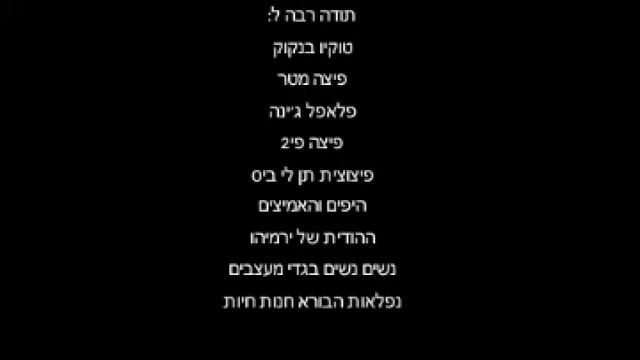 תודה רבה ל:
טוקיו בנקוק
פיצה מטר
פלאפל ג'ינה
פיצה פי2
פיצוצית תן לי ביס
היפים והאמיצים
ההודית של ירמיהו
נשים נשים בגדי מעצבים
נפלאות הבורא חנות חיות